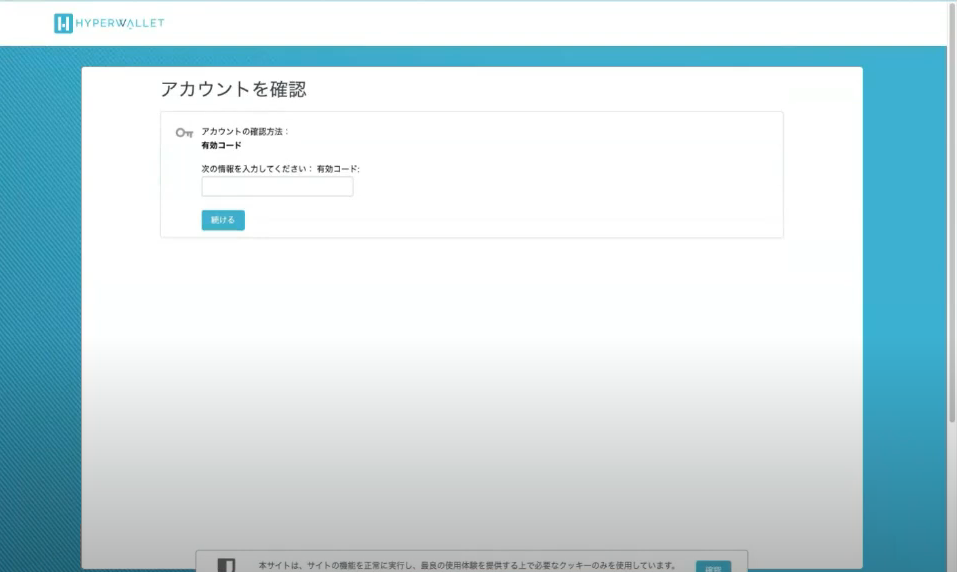 HYPERWALLET
アカウントを確認
アカウントの確認方法：
有効コード
次の情報を入力してください： 有効コード:
続ける
本サイトは、サイトの機能を正常に実行し、最良の使用体験を提供する上で必要なクッキーのみを使用しています。
確認